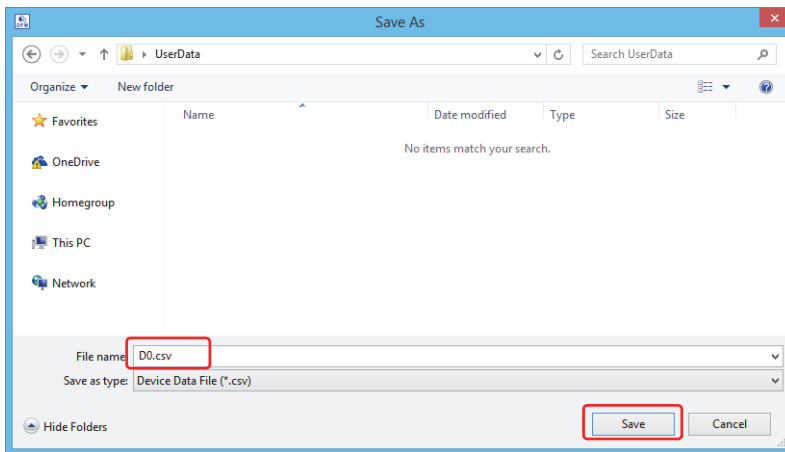 Save As
UserData
Search UserData
Organize New folder
Name Date modified Type Size
No items match your search.
Favorites
OneDrive
Homegroup
This PC
Network
File name: D0.csv
Save as type: Device Data File (*.csv)
Hide Folders Save Cancel